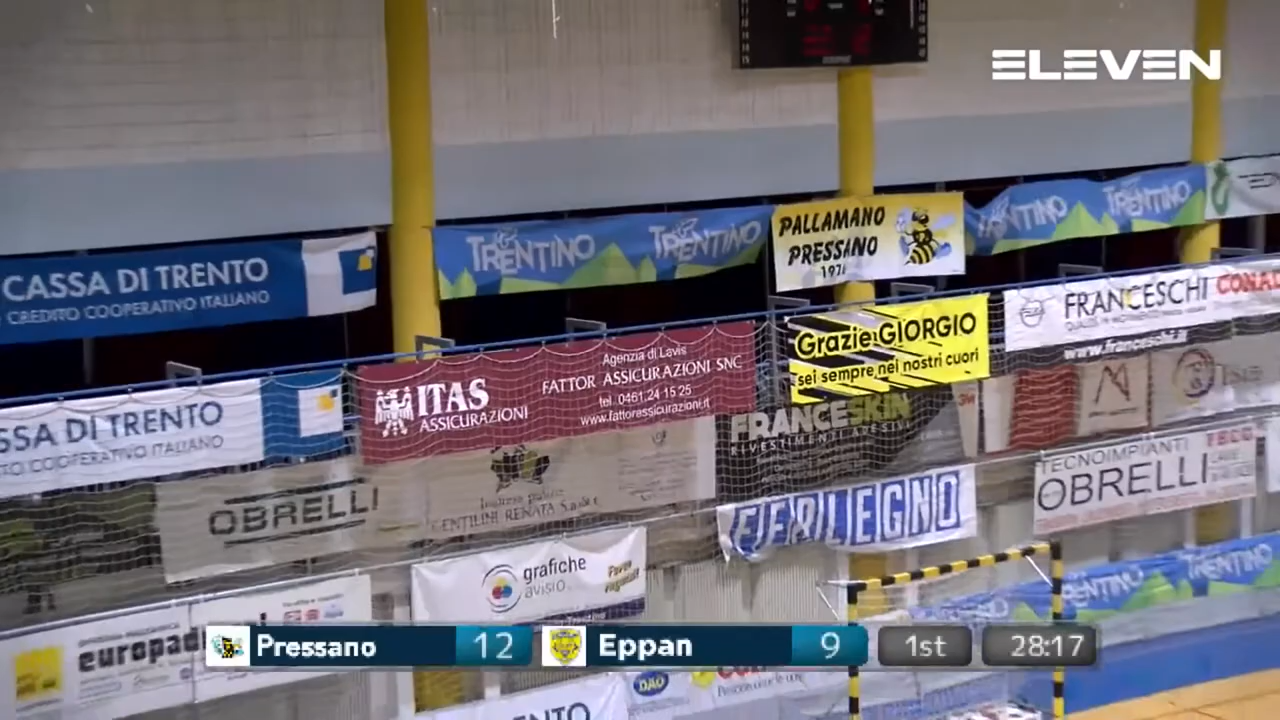 ELEVEN
CASSA DI TRENTO
CREDITO COOPERATIVO ITALIANO
TRENTINO
TRENTINO
PALLAMANO
PRESSANO
TRENTINO
TRENTINO
FRANCESCHI
CONAD
www.franceschi.it
Grazie GIORGIO
sei sempre nei nostri cuori
ITAS
ASSICURAZIONI
Agenzia di Lavis
FATTOR ASSICURAZIONI SNC
tel. 0461.24 15 25
www.fattorassicurazioni.it
SSA DI TRENTO
TO COOPERATIVO ITALIANO
OBRELLI
GENTILINI RENATA
FRANCESKIN
RIVESTIMENTI
TECNOIMPIANTI
OBRELLI
FERLEGNO
grafiche
avisio
europa
TRENTINO
DAO
NTO
Pressano 12 Eppan 9 1st 28:17